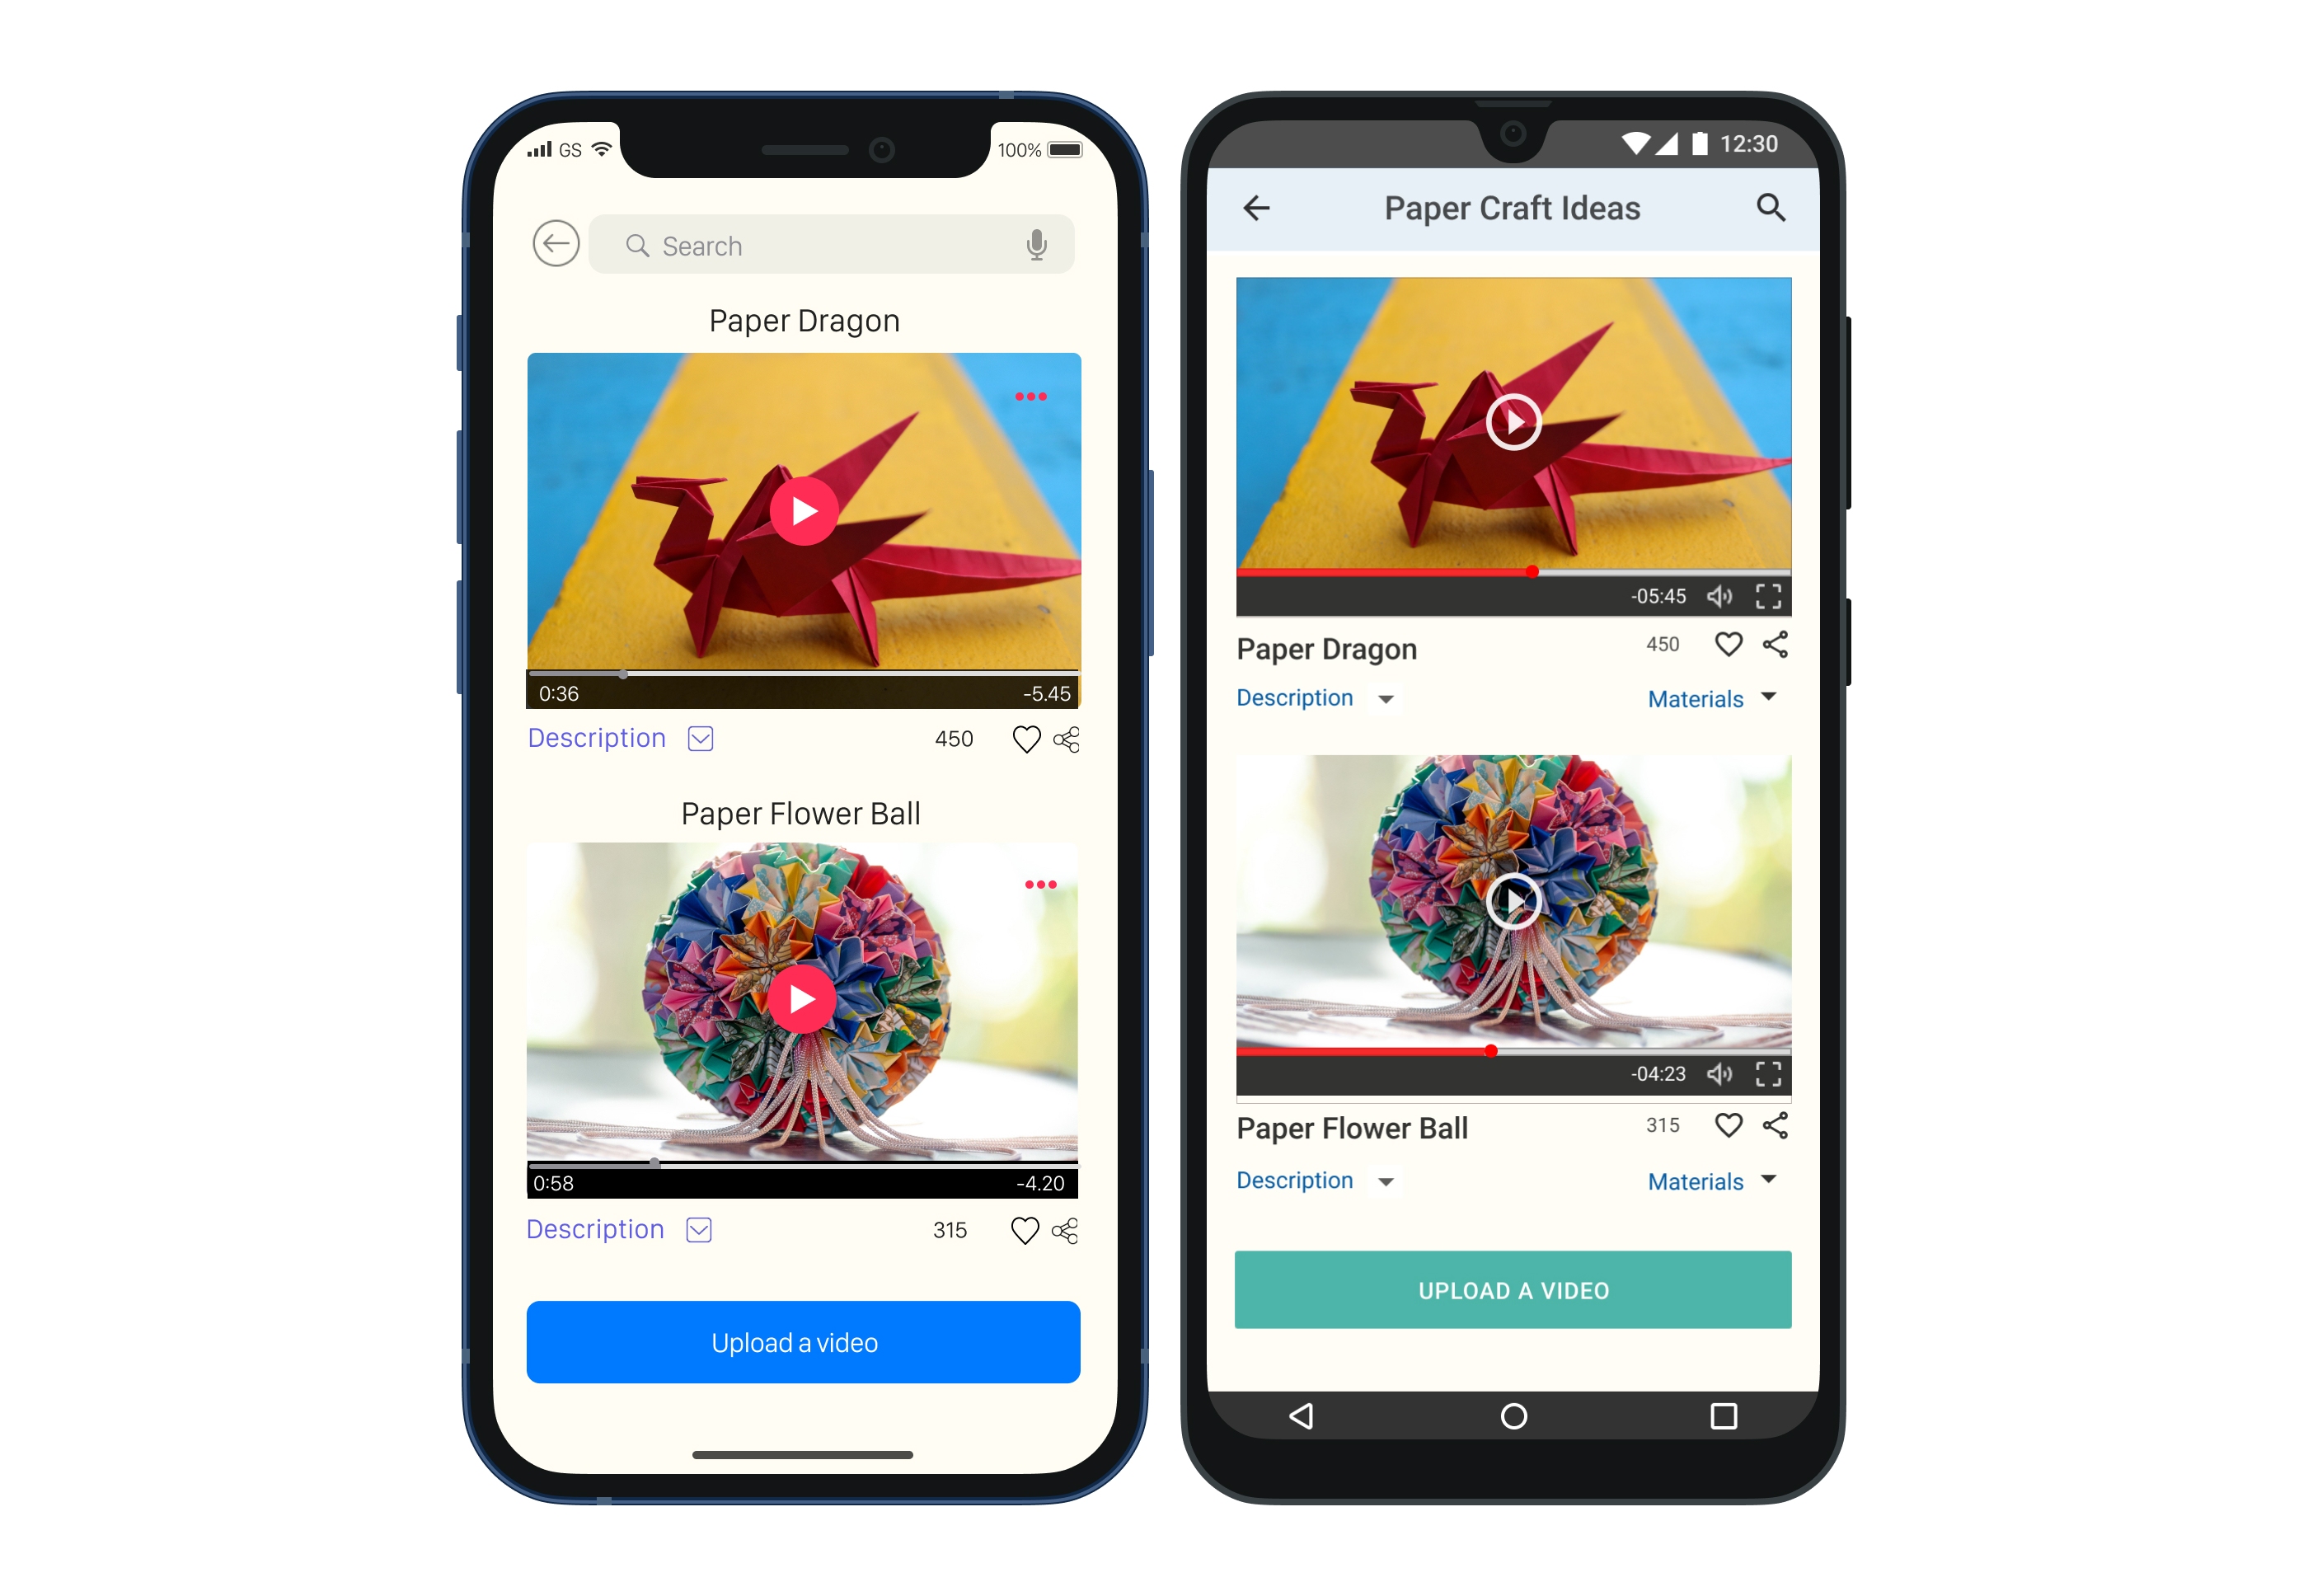 GS
100%
Search
Paper Dragon
0:36 -5.45
Description 450
Paper Flower Ball
0:58 -4.20
Description 315
Upload a video
12:30
Paper Craft Ideas
-05:45
Paper Dragon 450
Description Materials
-04:23
Paper Flower Ball 315
Description Materials
UPLOAD A VIDEO